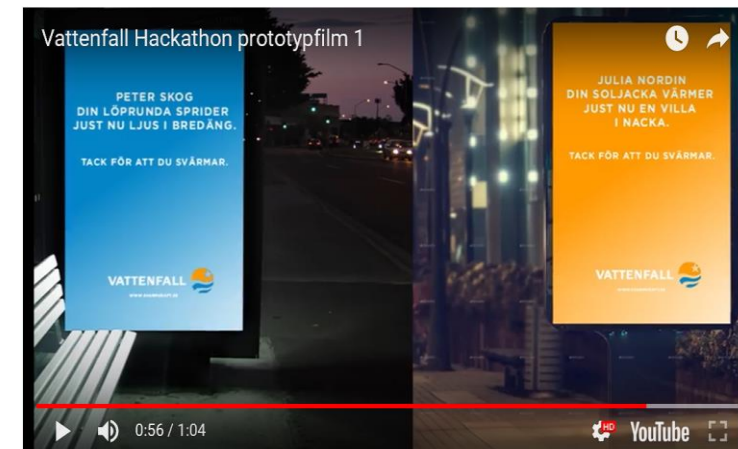 Vattenfall Hackathon prototypfilm 1
PETER SKOG
DIN LÖPRUNDA SPRIDER
JUST NU LJUS I BREDÄNG.
TACK FÖR ATT DU SVÄRMAR.
VATTENFALL
JULIA NORDIN
DIN SOLJACKA VÄRMER
JUST NU EN VILLA
I NACKA.
TACK FÖR ATT DU SVÄRMAR.
VATTENFALL
0:56 / 1:04
HD
YouTube